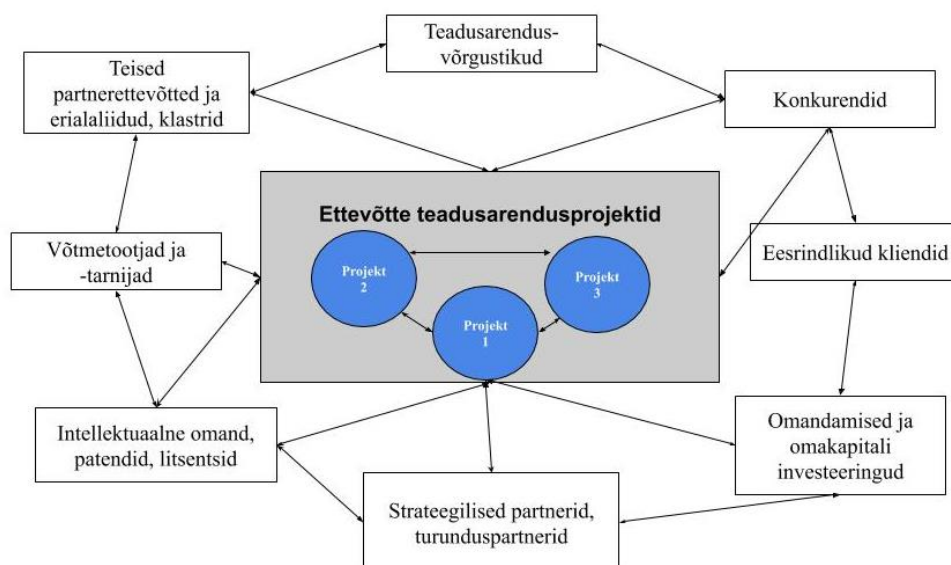 Teadusarendus-
võrgustikud
Teised
partnerettevõtted ja
erialaliidud, klastrid
Konkurendid
Ettevõtte teadusarendusprojektid
Võtmetootjad ja
-tarnijad
Projekt
2
Projekt
3
Eesrindlikud kliendid
Projekt
1
Intellektuaalne omand,
patendid, litsentsid
Omandamised ja
omakapitali
investeeringud
Strateegilised partnerid,
turunduspartnerid